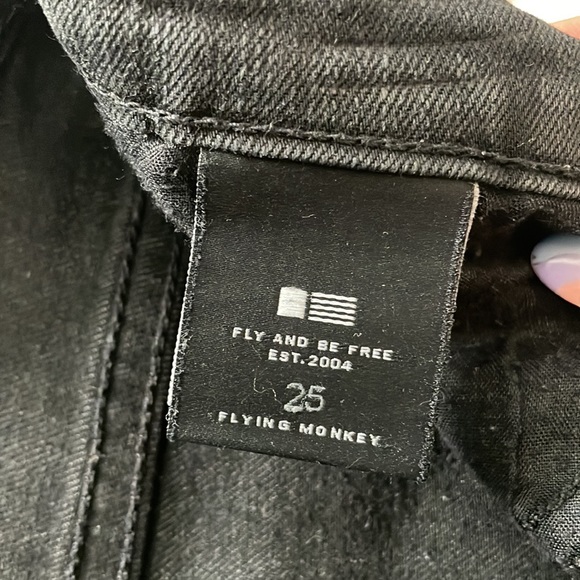 FLY AND BE FREE
EST.2004
25
FLYING MONKEY